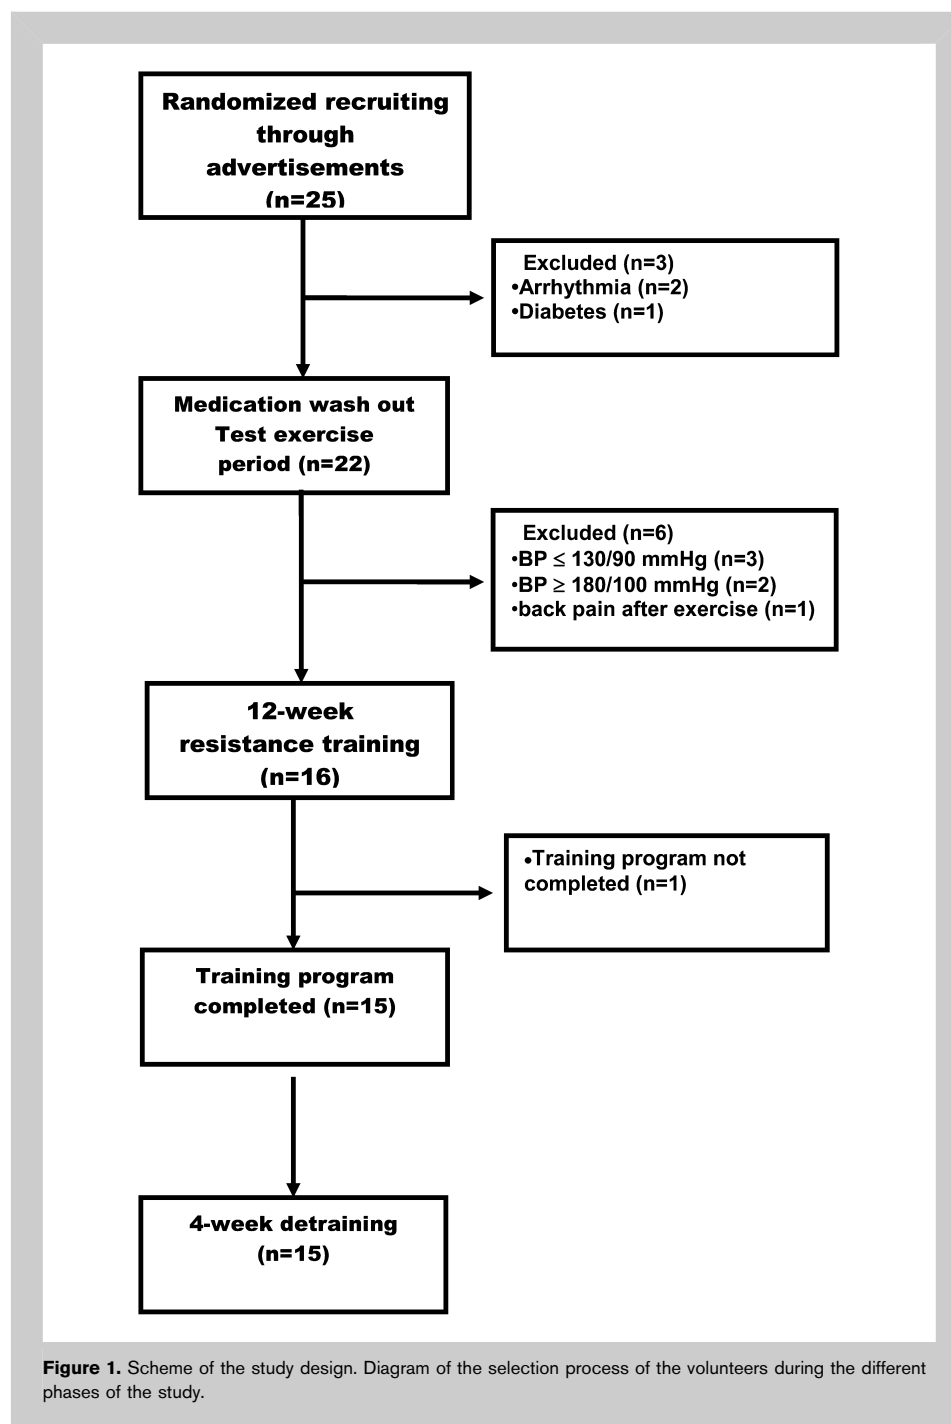 Randomized recruiting
through
advertisements
(n=25)
Excluded (n=3)
•Arrhythmia (n=2)
•Diabetes (n=1)
Medication wash out
Test exercise
period (n=22)
Excluded (n=6)
•BP ≤ 130/90 mmHg (n=3)
•BP ≥ 180/100 mmHg (n=2)
•back pain after exercise (n=1)
12-week
resistance training
(n=16)
•Training program not
completed (n=1)
Training program
completed (n=15)
4-week detraining
(n=15)
Figure 1. Scheme of the study design. Diagram of the selection process of the volunteers during the different
phases of the study.